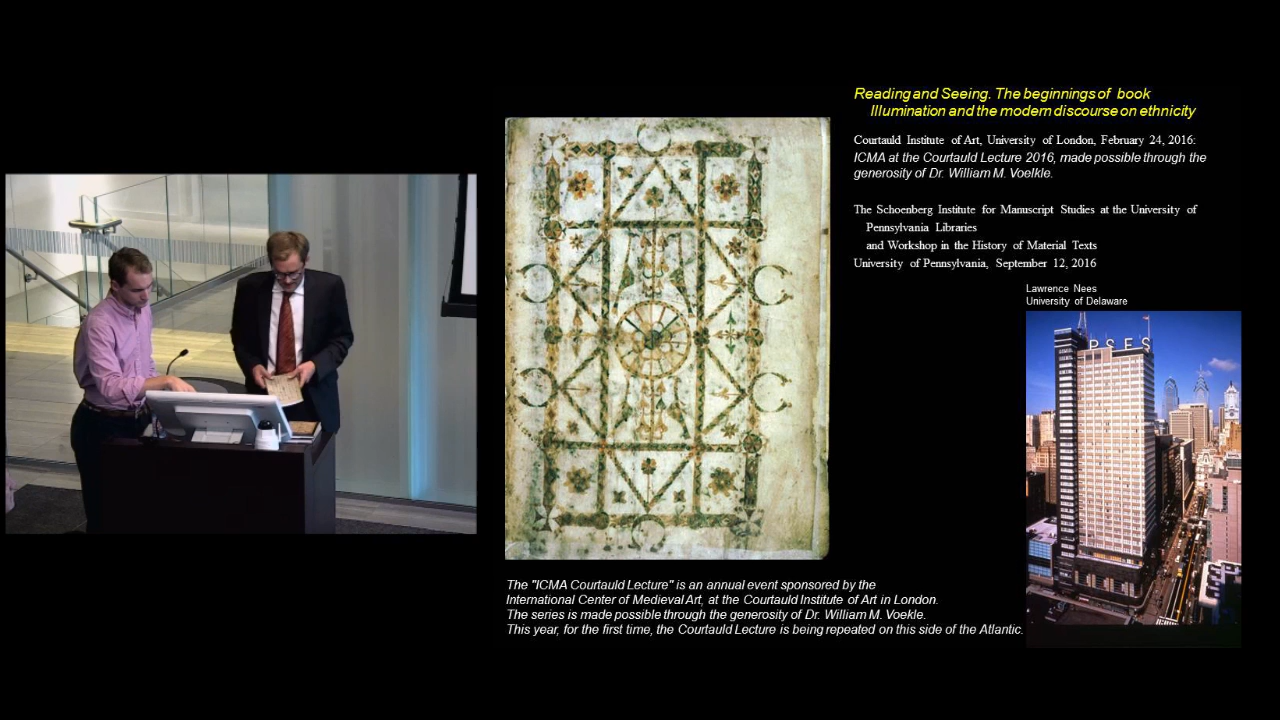 Reading and Seeing. The beginnings of book
Illumination and the modern discourse on ethnicity
Courtauld Institute of Art, University of London, February 24, 2016:
ICMA at the Courtauld Lecture 2016, made possible through the
generosity of Dr. William M. Voelkle.
The Schoenberg Institute for Manuscript Studies at the University of
Pennsylvania Libraries
and Workshop in the History of Material Texts
University of Pennsylvania, September 12, 2016
Lawrence Nees
University of Delaware
PSFS
The "ICMA Courtauld Lecture" is an annual event sponsored by the
International Center of Medieval Art, at the Courtauld Institute of Art in London.
The series is made possible through the generosity of Dr. William M. Voekle.
This year, for the first time, the Courtauld Lecture is being repeated on this side of the Atlantic.